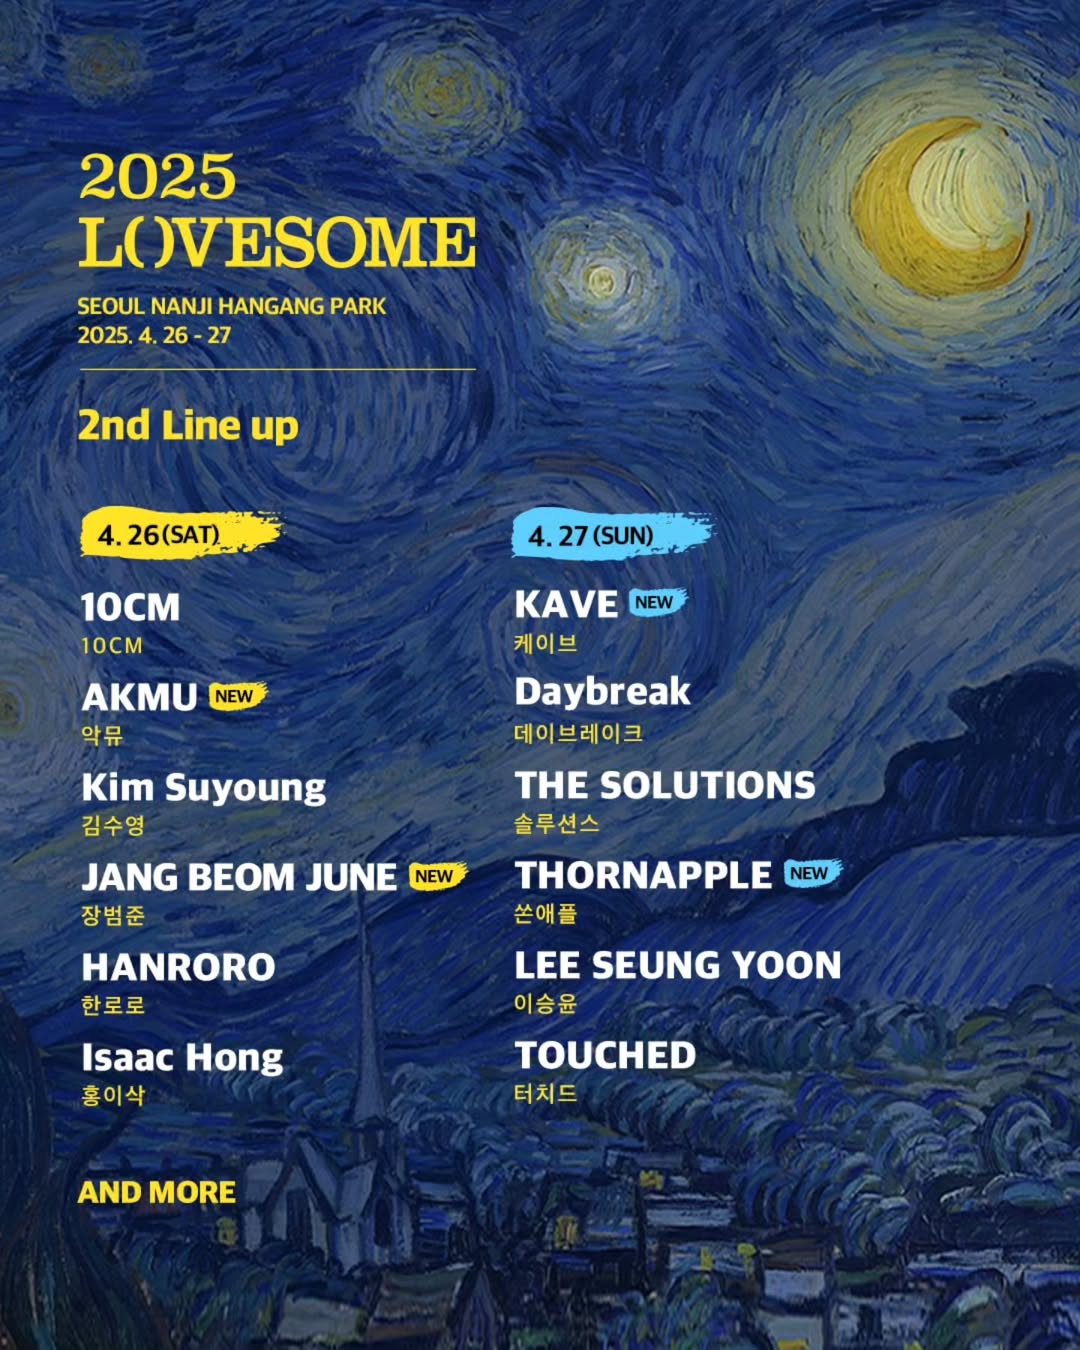 2025
LOVESOME
SEOUL NANJI HANGANG PARK
2025. 4. 26 - 27
2nd Line up
4. 26 (SAT)
10CM
10CM
AKMU NEW
악뮤
Kim Suyoung
김수영
JANG BEOM JUNE NEW
장범준
HANRORO
한로로
Isaac Hong
홍이삭
4. 27 (SUN)
KAVE NEW
케이브
Daybreak
데이브레이크
THE SOLUTIONS
솔루션스
THORNAPPLE NEW
쏜애플
LEE SEUNG YOON
이승윤
TOUCHED
터치드
AND MORE